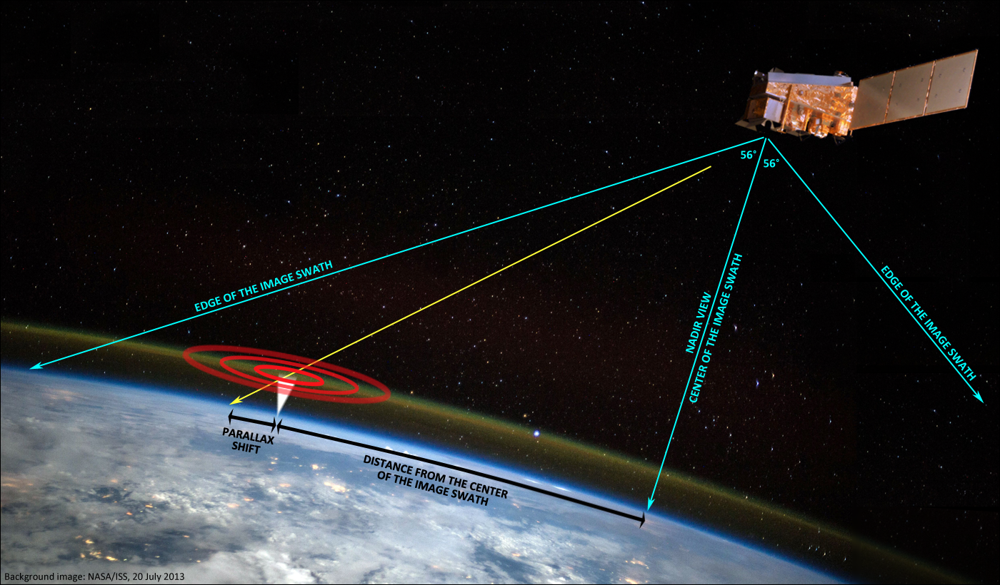 56°
56°
EDGE OF THE IMAGE SWATH
NADIR VIEW
CENTER OF THE IMAGE SWATH
EDGE OF THE IMAGE SWATH
PARALLAX
SHIFT
DISTANCE FROM THE CENTER
OF THE IMAGE SWATH
Background image: NASA/ISS, 20 July 2013